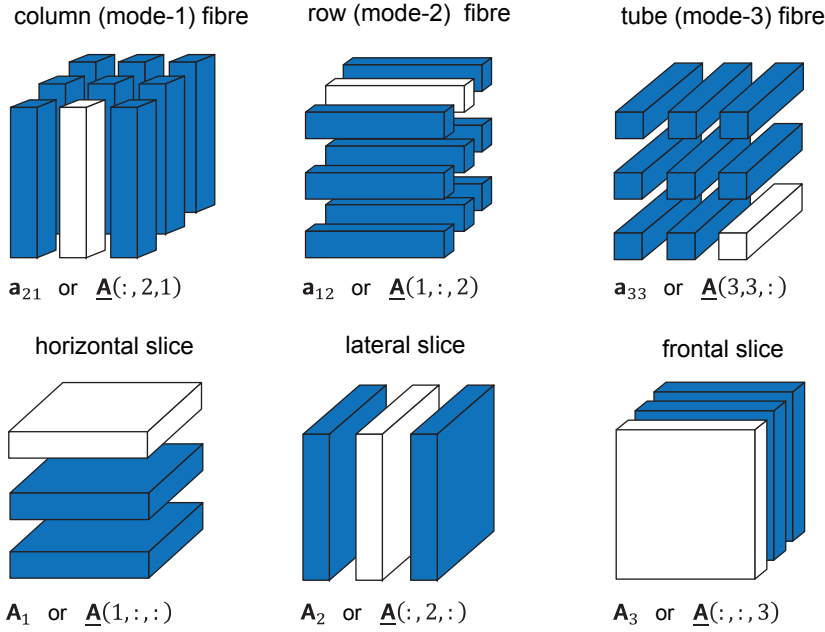 column (mode-1) fibre
row (mode-2) fibre
tube (mode-3) fibre
a₂₁ or A̲(:,2,1)
a₁₂ or A̲(1,:,2)
a₃₃ or A̲(3,3,:)
horizontal slice
lateral slice
frontal slice
A₁ or A̲(1,:,:)
A₂ or A̲(:,2,:)
A₃ or A̲(:,:,3)